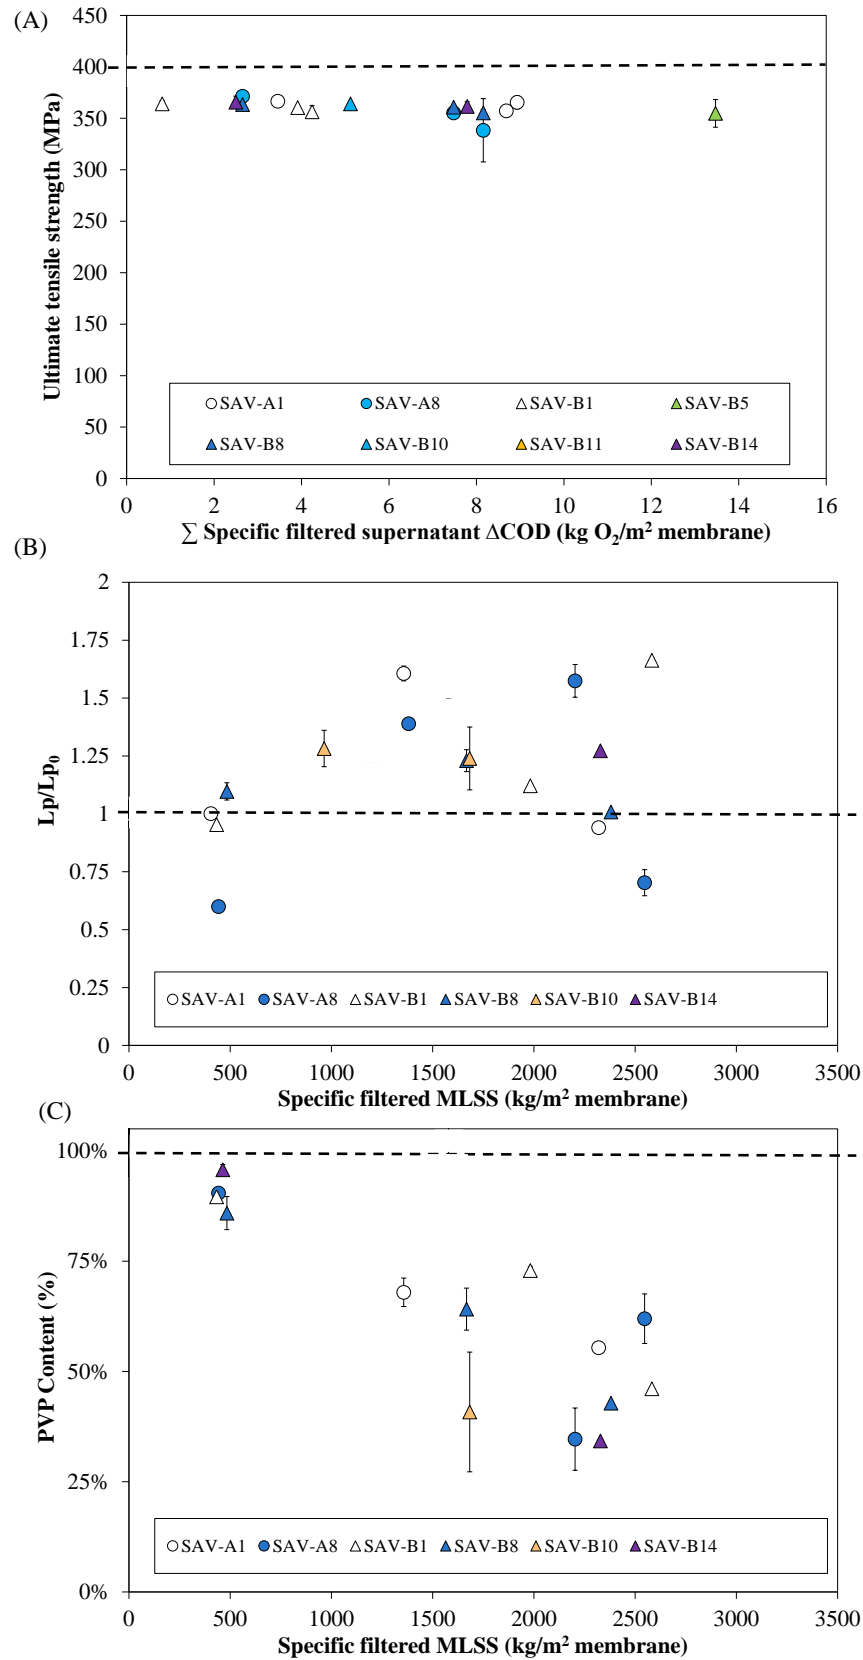 (A)
Ultimate tensile strength (MPa)
450
400
350
300
250
200
150
100
50
0
SAV-A1 SAV-A8 SAV-B1 SAV-B5
SAV-B8 SAV-B10 SAV-B11 SAV-B14
0 2 4 6 8 10 12 14 16
∑ Specific filtered supernatant ΔCOD (kg O₂/m² membrane)
(B)
Lp/Lp₀
2
1.75
1.5
1.25
1
0.75
0.5
0.25
0
SAV-A1 SAV-A8 SAV-B1 SAV-B8 SAV-B10 SAV-B14
0 500 1000 1500 2000 2500 3000 3500
Specific filtered MLSS (kg/m² membrane)
(C)
PVP Content (%)
100%
75%
50%
25%
0%
SAV-A1 SAV-A8 SAV-B1 SAV-B8 SAV-B10 SAV-B14
0 500 1000 1500 2000 2500 3000 3500
Specific filtered MLSS (kg/m² membrane)